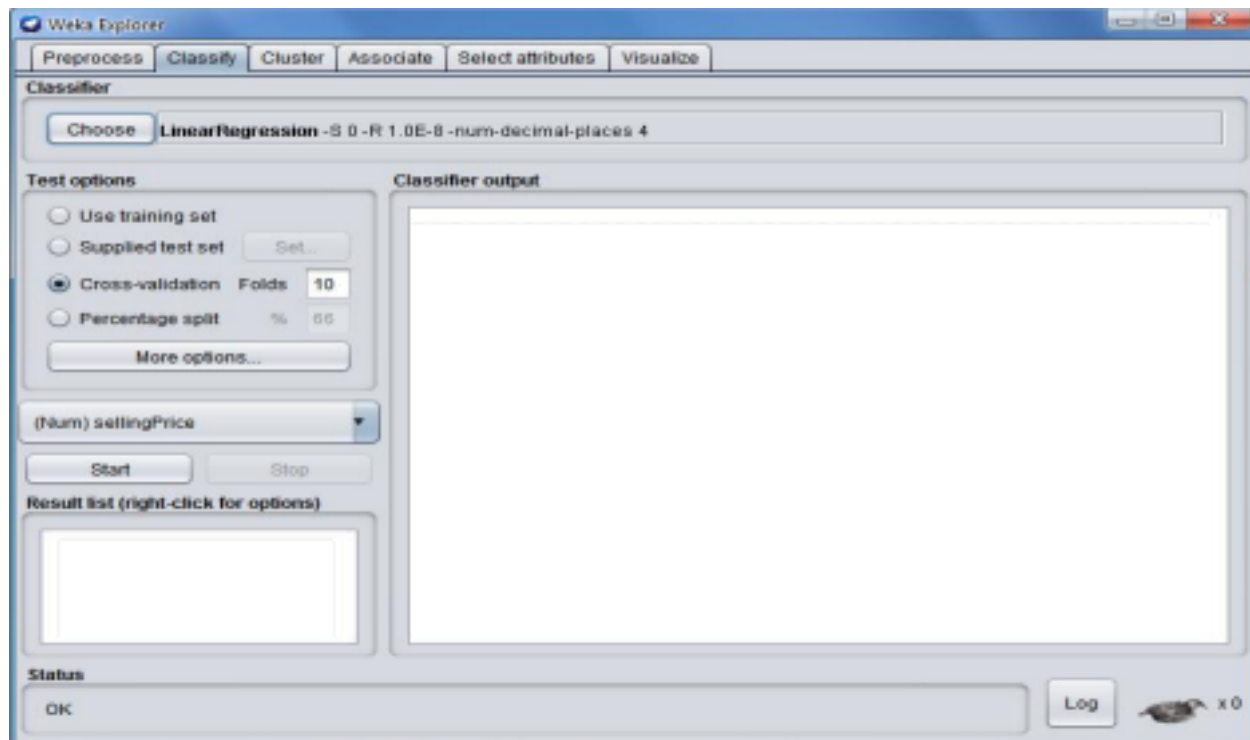 Weka Explorer
Preprocess Classify Cluster Associate Select attributes Visualize
Classifier
Choose LinearRegression -S 0 -R 1.0E-8 -num-decimal-places 4
Test options
Use training set
Supplied test set Set...
Cross-validation Folds 10
Percentage split % 66
More options...
(Num) sellingPrice
Start Stop
Result list (right-click for options)
Classifier output
Status
OK
Log x 0